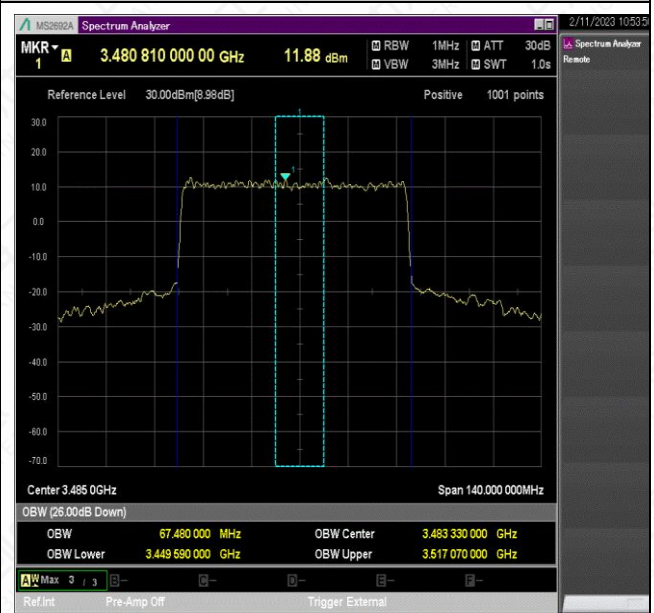 MS2692A Spectrum Analyzer 2/11/2023 10:53:5
MKR 1 A 3.480 810 000 00 GHz 11.88 dBm M RBW 1MHz M ATT 30dB
M VBW 3MHz M SWT 1.0s
Spectrum Analyzer
Remote
Reference Level 30.00dBm[8.98dB] Positive 1001 points
1
30.0
20.0
1
10.0
0.0
-10.0
-20.0
-30.0
-40.0
-50.0
-60.0
-70.0
Center 3.485 0GHz Span 140.000 000MHz
OBW (26.00dB Down)
OBW 67.480 000 MHz OBW Center 3.483 330 000 GHz
OBW Lower 3.449 590 000 GHz OBW Upper 3.517 070 000 GHz
A W Max 3 / 3 B- C- D- E- F-
Ref.Int Pre-Amp Off Trigger External